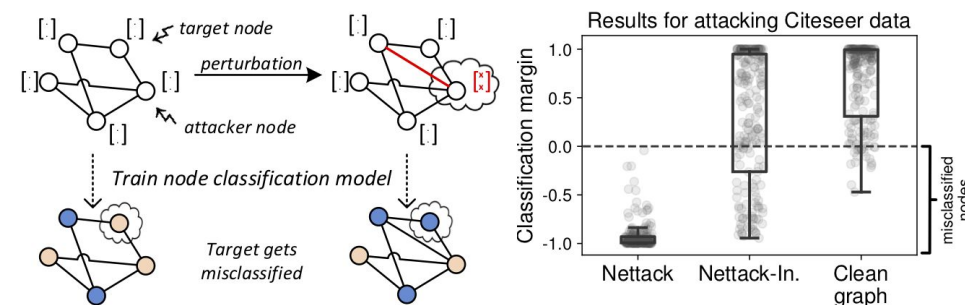 [:]
[:]
target node
[:]
[:]
attacker node
[:]
perturbation
[:]
[:]
[:]
[x x]
[:]
Train node classification model
Target gets
misclassified
Results for attacking Citeseer data
Classification margin
1.0
0.5
0.0
-0.5
-1.0
Nettack
Nettack-In.
Clean
graph
misclassified
nodes